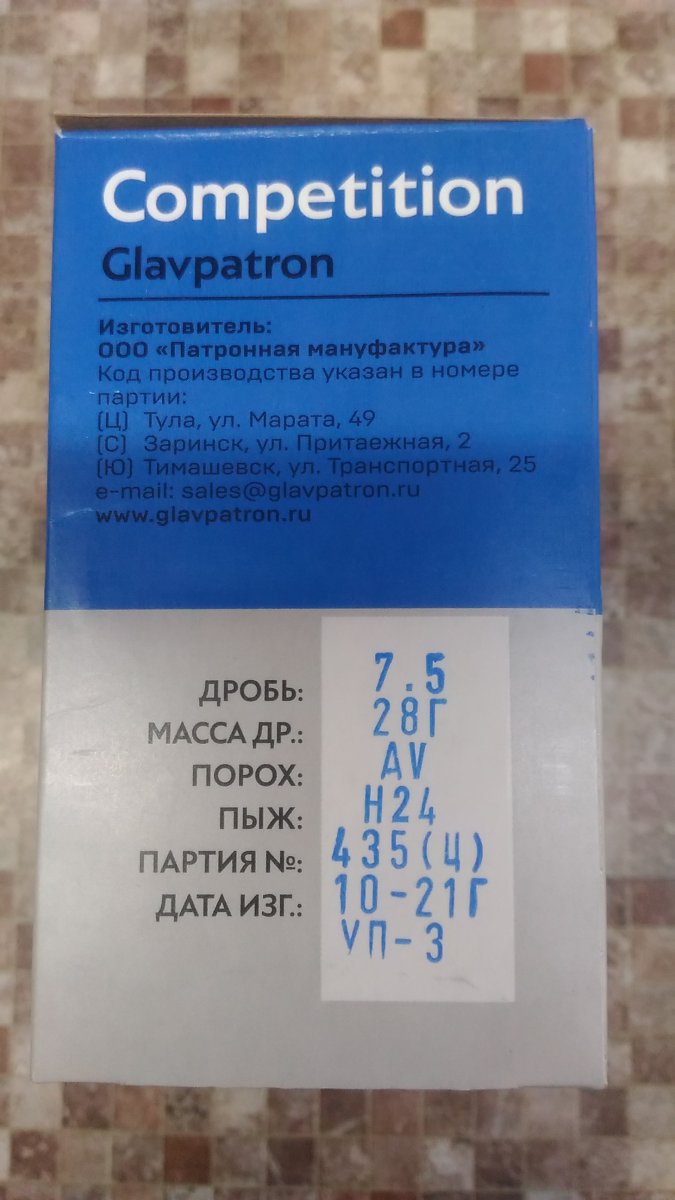 Competition
Glavpatron
Изготовитель:
ООО «Патронная мануфактура»
Код производства указан в номере
партии:
(Ц) Тула, ул. Марата, 49
(С) Заринск, ул. Притаежная, 2
(Ю) Тимашевск, ул. Транспортная, 25
e-mail: sales@glavpatron.ru
www.glavpatron.ru
ДРОБЬ: 7.5
МАССА ДР.: 28Г
ПОРОХ: AV
ПЫЖ: Н24
ПАРТИЯ №: 435(Ц)
ДАТА ИЗГ.: 10-21Г
УП-3